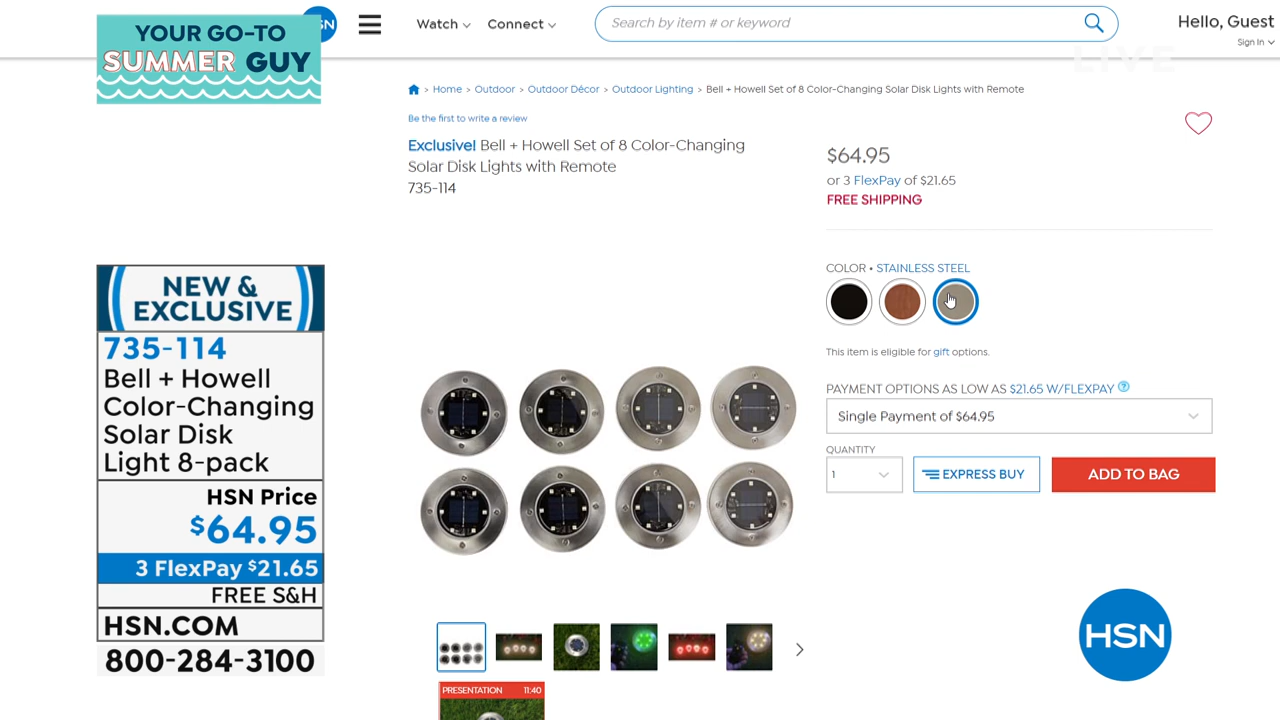 YOUR GO-TO
SUMMER GUY
SN
Watch
Connect
Search by item # or keyword
Hello, Guest
Sign In
LIVE
> Home > Outdoor > Outdoor Décor > Outdoor Lighting > Bell + Howell Set of 8 Color-Changing Solar Disk Lights with Remote
Be the first to write a review
Exclusive! Bell + Howell Set of 8 Color-Changing
Solar Disk Lights with Remote
735-114
$64.95
or 3 FlexPay of $21.65
FREE SHIPPING
COLOR • STAINLESS STEEL
This item is eligible for gift options.
PAYMENT OPTIONS AS LOW AS $21.65 W/FLEXPAY ?
Single Payment of $64.95
QUANTITY
1
EXPRESS BUY
ADD TO BAG
NEW &
EXCLUSIVE
735-114
Bell + Howell
Color-Changing
Solar Disk
Light 8-pack
HSN Price
$64.95
3 FlexPay $21.65
FREE S&H
HSN.COM
800-284-3100
PRESENTATION 11:40
HSN